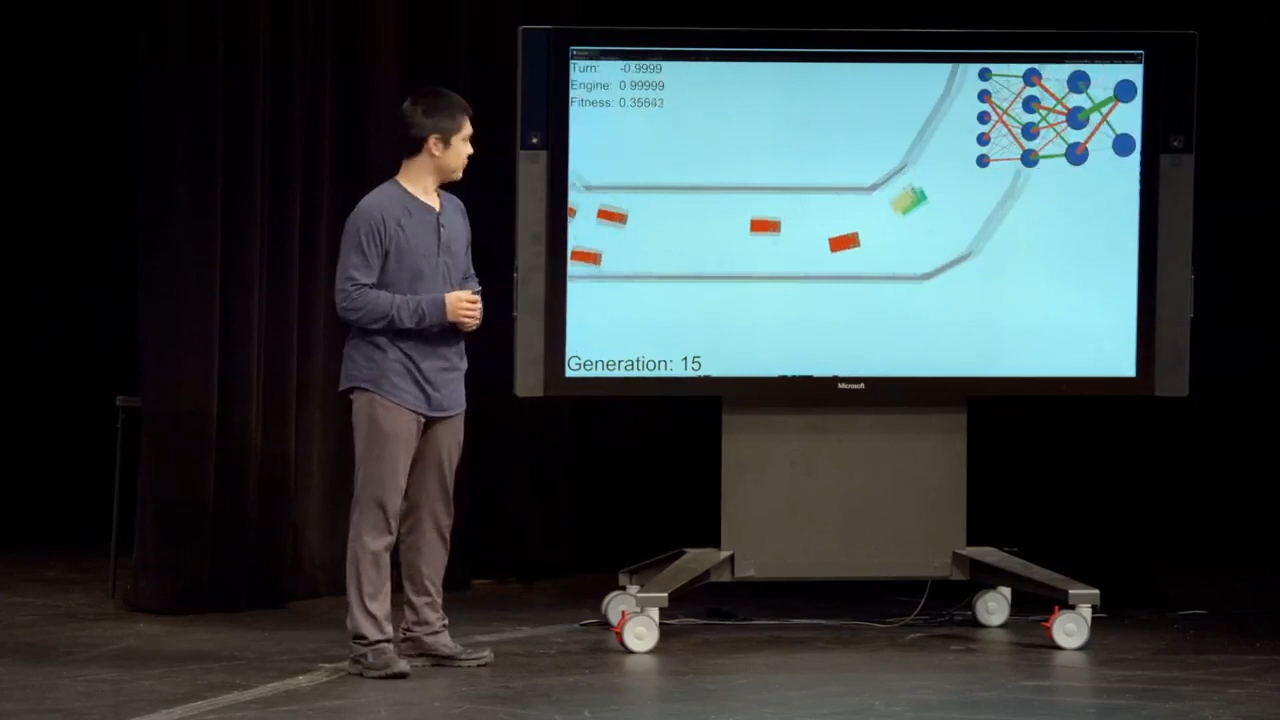 Turn: -0.9999
Engine: 0.99999
Fitness: 0.35643
Generation: 15
Microsoft